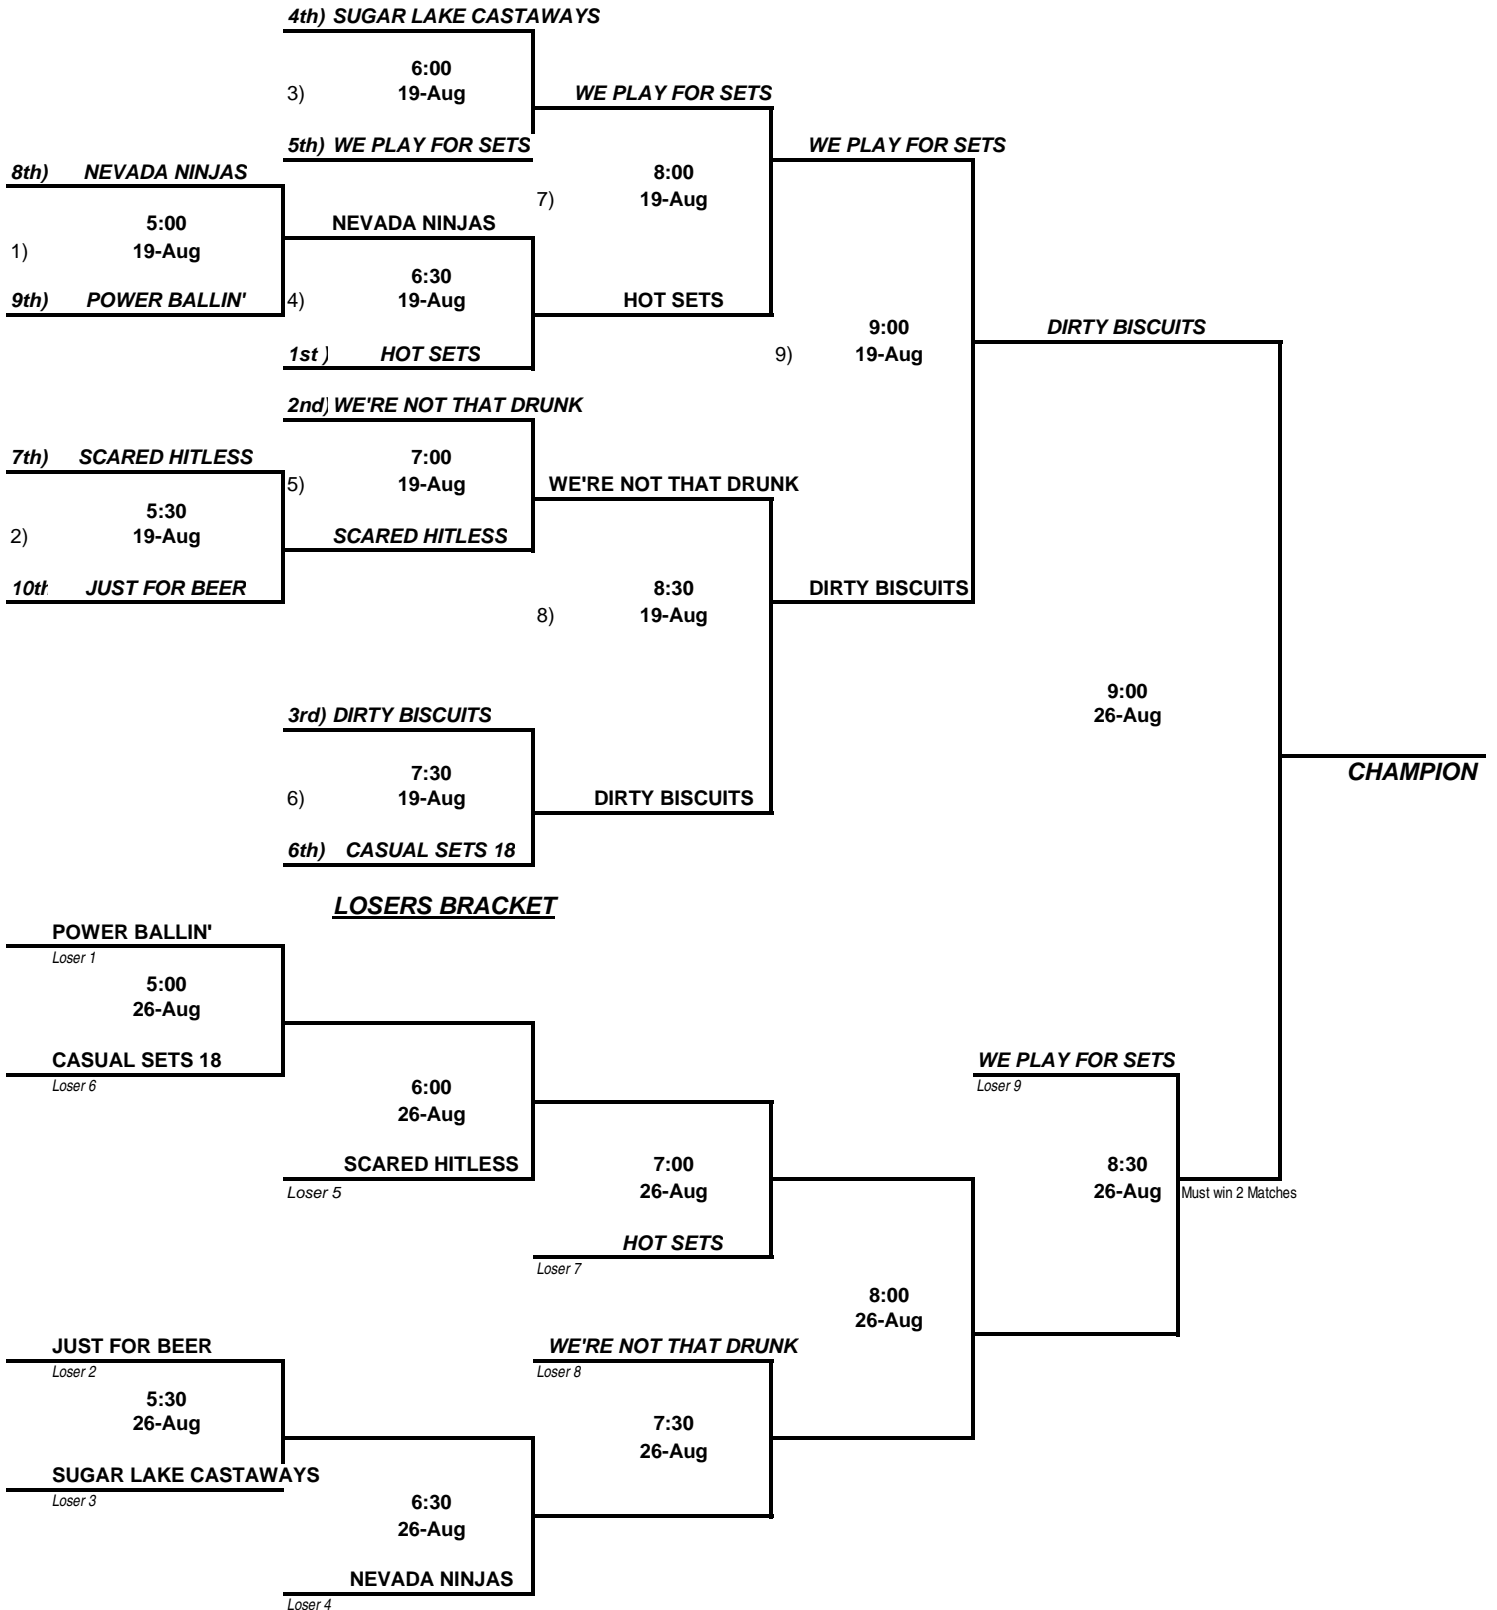 4th) SUGAR LAKE CASTAWAYS
6:00
3) 19-Aug
WE PLAY FOR SETS
5th) WE PLAY FOR SETS
WE PLAY FOR SETS
8th) NEVADA NINJAS
8:00
7) 19-Aug
5:00
NEVADA NINJAS
1) 19-Aug
6:30
9th) POWER BALLIN'
4) 19-Aug
HOT SETS
9:00
DIRTY BISCUITS
1st ) HOT SETS
9) 19-Aug
2nd) WE'RE NOT THAT DRUNK
7th) SCARED HITLESS
7:00
5) 19-Aug
WE'RE NOT THAT DRUNK
5:30
2) 19-Aug
SCARED HITLESS
10th JUST FOR BEER
8:30
DIRTY BISCUITS
8) 19-Aug
9:00
26-Aug
3rd) DIRTY BISCUITS
7:30
CHAMPION
6) 19-Aug
DIRTY BISCUITS
6th) CASUAL SETS 18
LOSERS BRACKET
POWER BALLIN'
Loser 1
5:00
26-Aug
CASUAL SETS 18
Loser 6
WE PLAY FOR SETS
Loser 9
6:00
26-Aug
SCARED HITLESS
Loser 5
7:00
26-Aug
8:30
26-Aug
Must win 2 Matches
HOT SETS
Loser 7
8:00
26-Aug
JUST FOR BEER
Loser 2
WE'RE NOT THAT DRUNK
Loser 8
5:30
26-Aug
7:30
26-Aug
SUGAR LAKE CASTAWAYS
Loser 3
6:30
26-Aug
NEVADA NINJAS
Loser 4